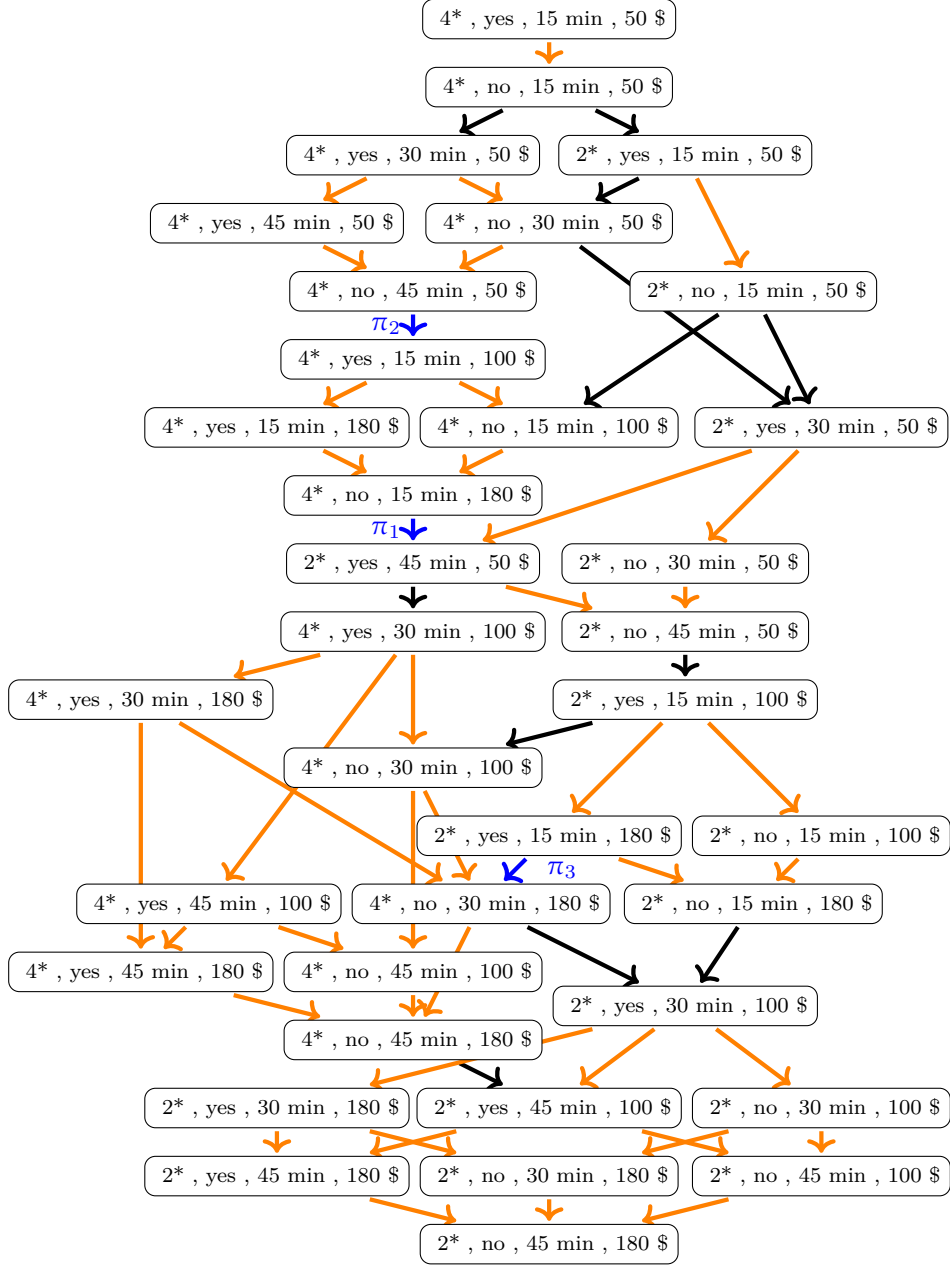 4* , yes , 15 min , 50 $
4* , no , 15 min , 50 $
4* , yes , 30 min , 50 $
2* , yes , 15 min , 50 $
4* , yes , 45 min , 50 $
4* , no , 30 min , 50 $
4* , no , 45 min , 50 $
2* , no , 15 min , 50 $
π2
4* , yes , 15 min , 100 $
4* , yes , 15 min , 180 $
4* , no , 15 min , 100 $
2* , yes , 30 min , 50 $
4* , no , 15 min , 180 $
π1
2* , yes , 45 min , 50 $
2* , no , 30 min , 50 $
4* , yes , 30 min , 100 $
2* , no , 45 min , 50 $
4* , yes , 30 min , 180 $
2* , yes , 15 min , 100 $
4* , no , 30 min , 100 $
2* , yes , 15 min , 180 $
2* , no , 15 min , 100 $
π3
4* , yes , 45 min , 100 $
4* , no , 30 min , 180 $
2* , no , 15 min , 180 $
4* , yes , 45 min , 180 $
4* , no , 45 min , 100 $
2* , yes , 30 min , 100 $
4* , no , 45 min , 180 $
2* , yes , 30 min , 180 $
2* , yes , 45 min , 100 $
2* , no , 30 min , 100 $
2* , yes , 45 min , 180 $
2* , no , 30 min , 180 $
2* , no , 45 min , 100 $
2* , no , 45 min , 180 $